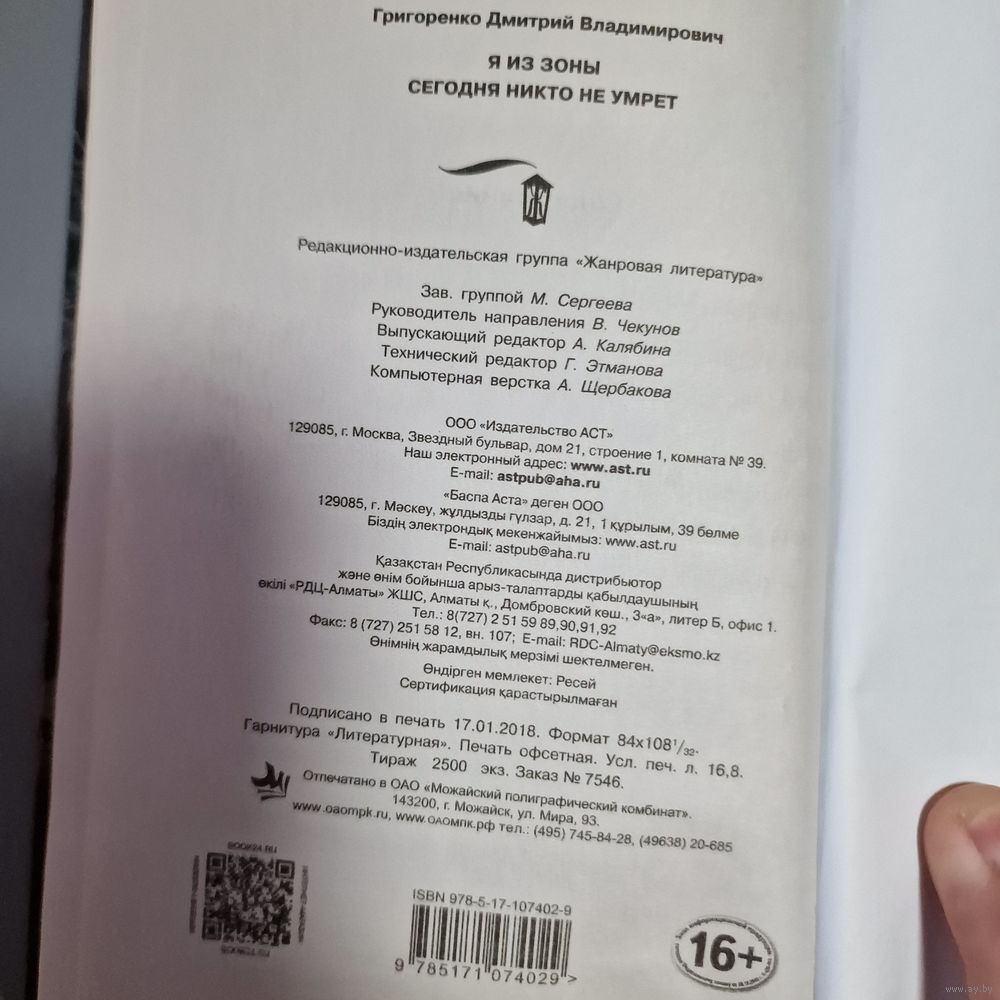 Григоренко Дмитрий Владимирович
Я ИЗ ЗОНЫ
СЕГОДНЯ НИКТО НЕ УМРЕТ
Ж
Редакционно-издательская группа «Жанровая литература»
Зав. группой М. Сергеева
Руководитель направления В. Чекунов
Выпускающий редактор А. Калябина
Технический редактор Г. Этманова
Компьютерная верстка А. Щербакова
ООО «Издательство АСТ»
129085, г. Москва, Звездный бульвар, дом 21, строение 1, комната № 39.
Наш электронный адрес: www.ast.ru
E-mail: astpub@aha.ru
«Баспа Аста» деген ООО
129085, г. Мәскеу, жұлдызды гүлзар, д. 21, 1 құрылым, 39 бөлме
Біздің электрондық мекенжайымыз: www.ast.ru
E-mail: astpub@aha.ru
Қазақстан Республикасында дистрибьютор
және өнім бойынша арыз-талаптарды қабылдаушының
өкілі «РДЦ-Алматы» ЖШС, Алматы қ., Домбровский көш., 3«а», литер Б, офис 1.
Тел.: 8(727) 2 51 59 89,90,91,92
Факс: 8 (727) 251 58 12, вн. 107; E-mail: RDC-Almaty@eksmo.kz
Өнімнің жарамдылық мерзімі шектелмеген.
Өндірген мемлекет: Ресей
Сертификация қарастырылмаған
Подписано в печать 17.01.2018. Формат 84x108 1/32.
Гарнитура «Литературная». Печать офсетная. Усл. печ. л. 16,8.
Тираж 2500 экз. Заказ № 7546.
Отпечатано в ОАО «Можайский полиграфический комбинат».
143200, г. Можайск, ул. Мира, 93.
www.oaompk.ru, www.оаомпк.рф тел.: (495) 745-84-28, (49638) 20-685
BOOK24.RU
ISBN 978-5-17-107402-9
9 785171 074029 >
16+
www.ay.by